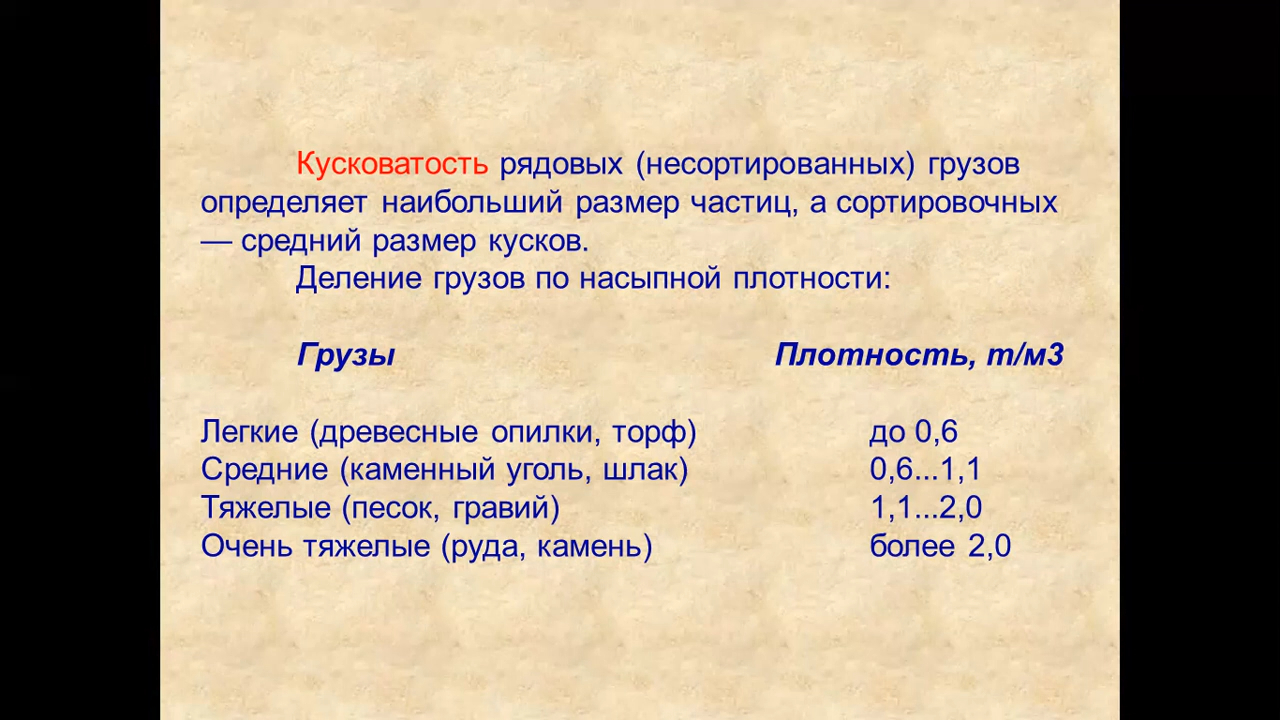 Кусковатость рядовых (несортированных) грузов
определяет наибольший размер частиц, а сортировочных
— средний размер кусков.
Деление грузов по насыпной плотности:
Грузы Плотность, т/м3
Легкие (древесные опилки, торф) до 0,6
Средние (каменный уголь, шлак) 0,6...1,1
Тяжелые (песок, гравий) 1,1...2,0
Очень тяжелые (руда, камень) более 2,0